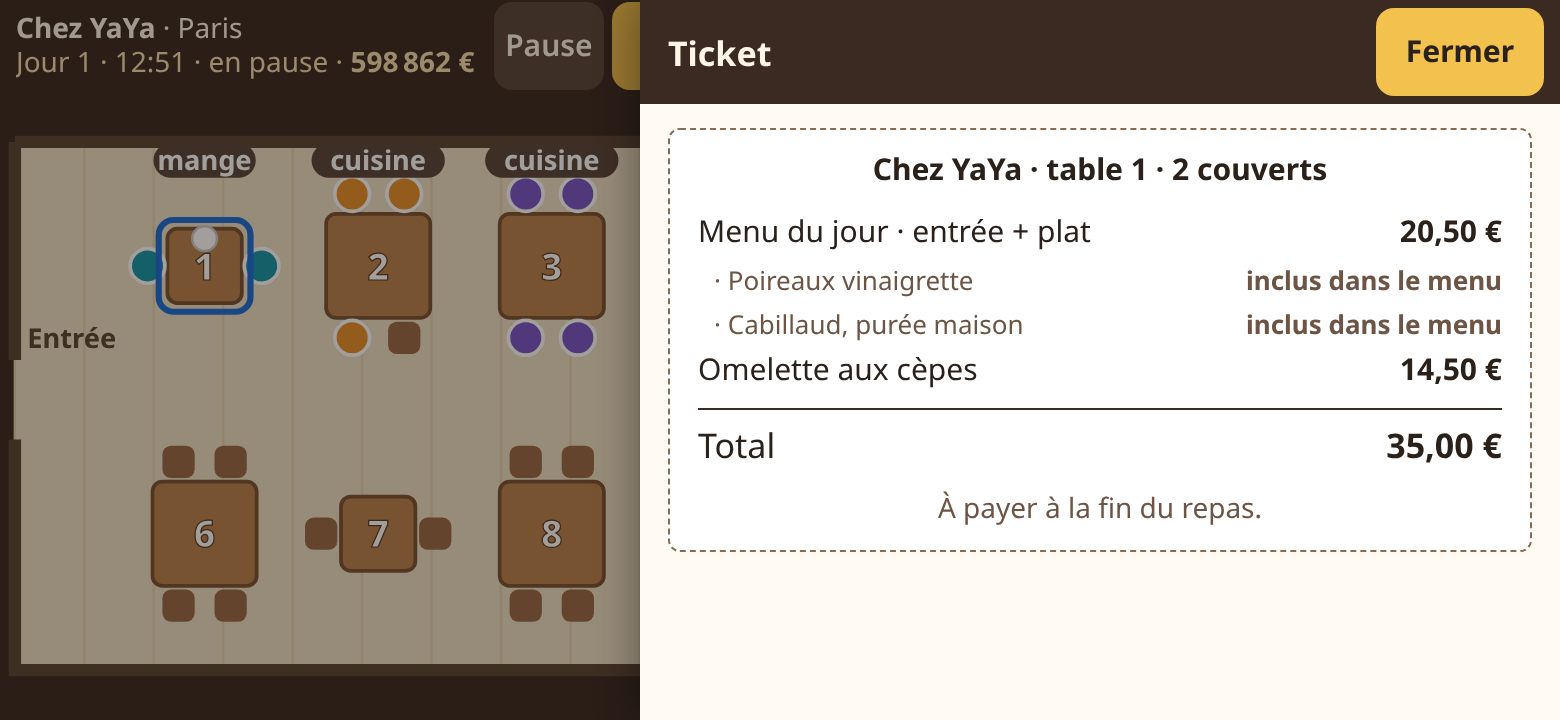 Chez YaYa · Paris
Jour 1 · 12:51 · en pause · 598 862 €
Pause
Ticket
Fermer
mange
cuisine
cuisine
1
2
3
Entrée
6
7
8
Chez YaYa · table 1 · 2 couverts
Menu du jour · entrée + plat 20,50 €
· Poireaux vinaigrette inclus dans le menu
· Cabillaud, purée maison inclus dans le menu
Omelette aux cèpes 14,50 €
Total 35,00 €
À payer à la fin du repas.